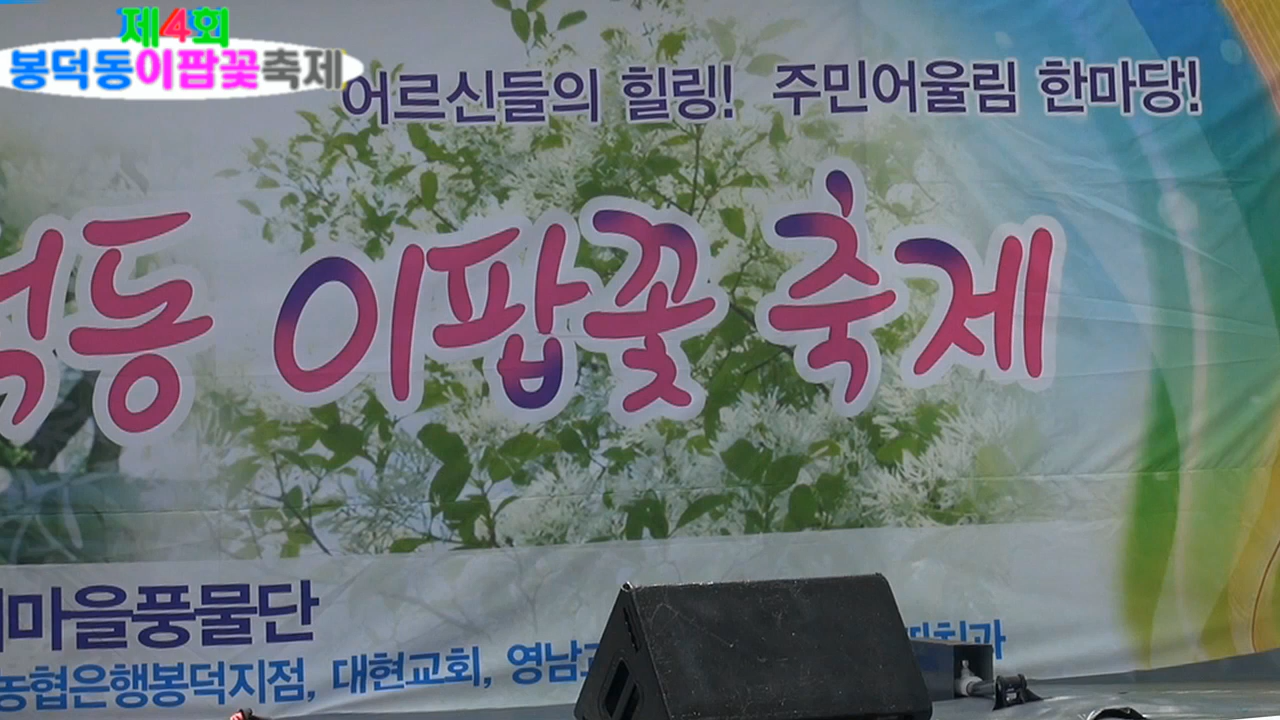 제4회
봉덕동이팝꽃축제
어르신들의 힐링! 주민어울림 한마당!
덕동 이팝꽃 축제
마을풍물단
농협은행봉덕지점, 대현교회, 영남